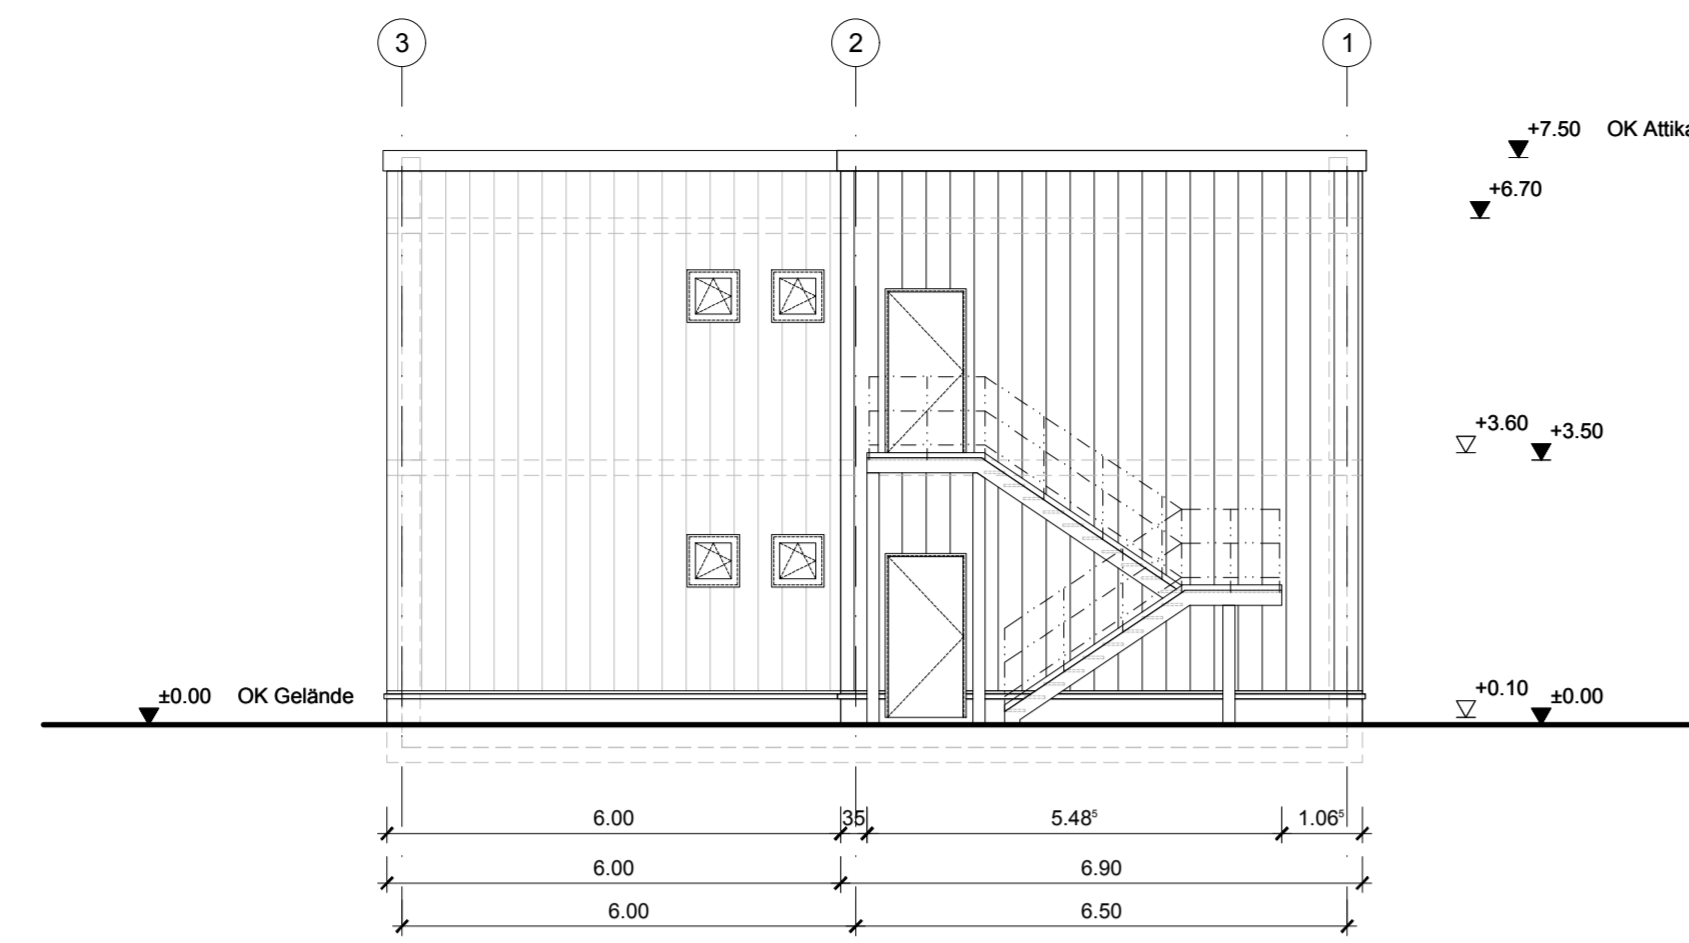 3 2 1
+7.50 OK Attika
+6.70
+3.60 +3.50
±0.00 OK Gelände
+0.10 ±0.00
6.00 35 5.48⁵ 1.06⁵
6.00 6.90
6.00 6.50